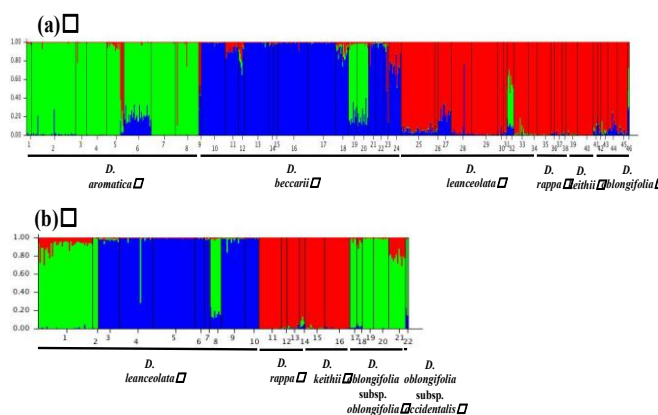 (a)□
1.00
0.80
0.60
0.40
0.20
0.00
1 2 3 4 5 6 7 8 9 10 11 12 13 14 15 16 17 18 19 20 21 22 23 24 25 26 27 28 29 30 31 32 33 34 35 36 37 38 39 40 41 42 43 44 45 46
D. D. D. D. D. D.
aromatica□ beccarii□ leanceolata□ rappa□ keithii□ oblongifolia□
(b)□
1.00
0.80
0.60
0.40
0.20
0.00
1 2 3 4 5 6 7 8 9 10 11 12 13 14 15 16 17 18 19 20 21 22
D. D. D. D. D.
leanceolata□ rappa□ keithii□ oblongifolia oblongifolia
subsp. subsp.
oblongifolia□ occidentalis□